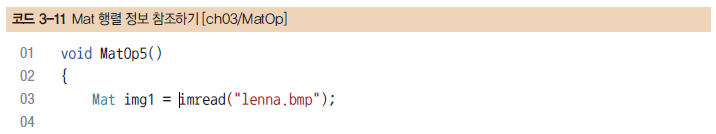 코드 3-11 Mat 행렬 정보 참조하기 [ch03/MatOp]
01 void MatOp5()
02 {
03 Mat img1 = imread("lenna.bmp");
04